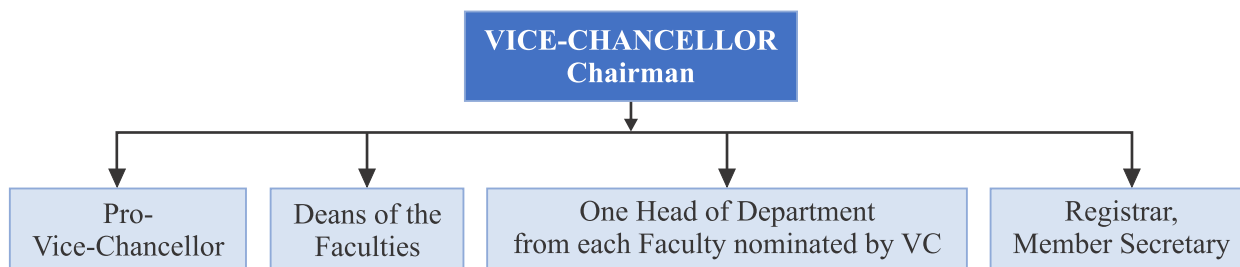 VICE-CHANCELLOR
Chairman
Pro-
Vice-Chancellor
Deans of the
Faculties
One Head of Department
from each Faculty nominated by VC
Registrar,
Member Secretary